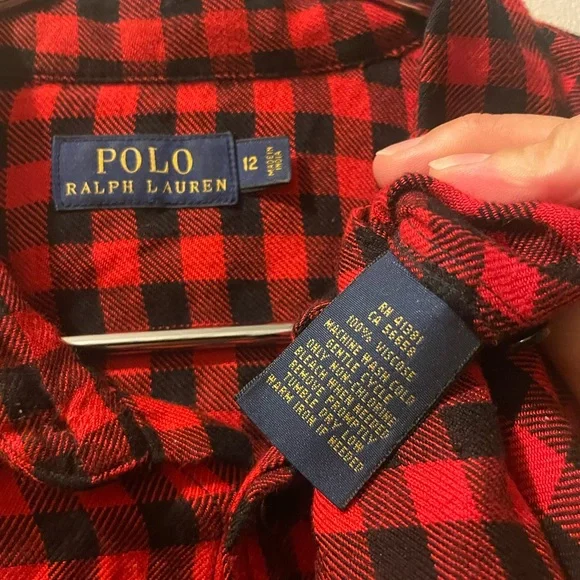 POLO
RALPH LAUREN
12
MADE IN
INDIA
RN 41381
CA 56658
100% VISCOSE
MACHINE WASH COLD
GENTLE CYCLE
ONLY NON-CHLORINE
BLEACH WHEN NEEDED
REMOVE PROMPTLY
TUMBLE DRY LOW
WARM IRON IF NEEDED